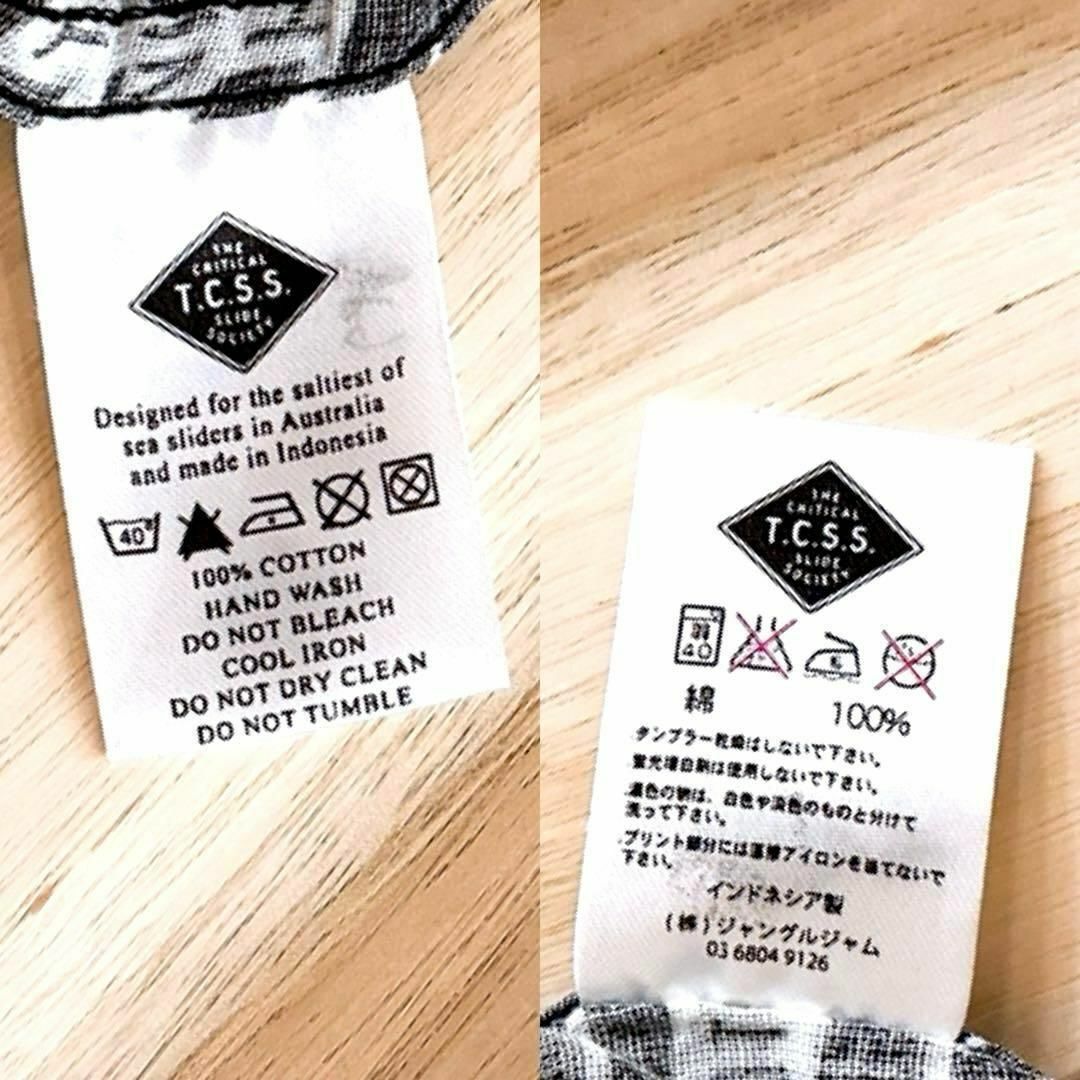 THE
CRITICAL
T.C.S.S.
SLIDE
SOCIETY
Designed for the saltiest of
sea sliders in Australia
and made in Indonesia
40°
100% COTTON
HAND WASH
DO NOT BLEACH
COOL IRON
DO NOT DRY CLEAN
DO NOT TUMBLE
THE
CRITICAL
T.C.S.S.
SLIDE
SOCIETY
40
綿 100%
タンブラー乾燥はしないで下さい。
蛍光増白剤は使用しないで下さい。
濃色の物は、白色や淡色のものと分けて
洗って下さい。
プリント部分には直接アイロンを当てないで
下さい。
インドネシア製
(株)ジャングルジャム
03 6804 9126